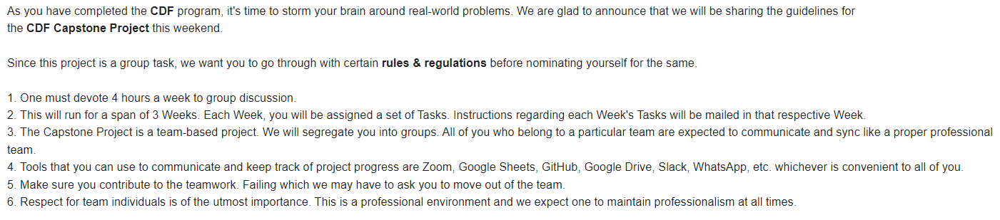 As you have completed the CDF program, it's time to storm your brain around real-world problems. We are glad to announce that we will be sharing the guidelines for
the CDF Capstone Project this weekend.
Since this project is a group task, we want you to go through with certain rules & regulations before nominating yourself for the same.
1. One must devote 4 hours a week to group discussion.
2. This will run for a span of 3 Weeks. Each Week, you will be assigned a set of Tasks. Instructions regarding each Week's Tasks will be mailed in that respective Week.
3. The Capstone Project is a team-based project. We will segregate you into groups. All of you who belong to a particular team are expected to communicate and sync like a proper professional
team.
4. Tools that you can use to communicate and keep track of project progress are Zoom, Google Sheets, GitHub, Google Drive, Slack, WhatsApp, etc. whichever is convenient to all of you.
5. Make sure you contribute to the teamwork. Failing which we may have to ask you to move out of the team.
6. Respect for team individuals is of the utmost importance. This is a professional environment and we expect one to maintain professionalism at all times.